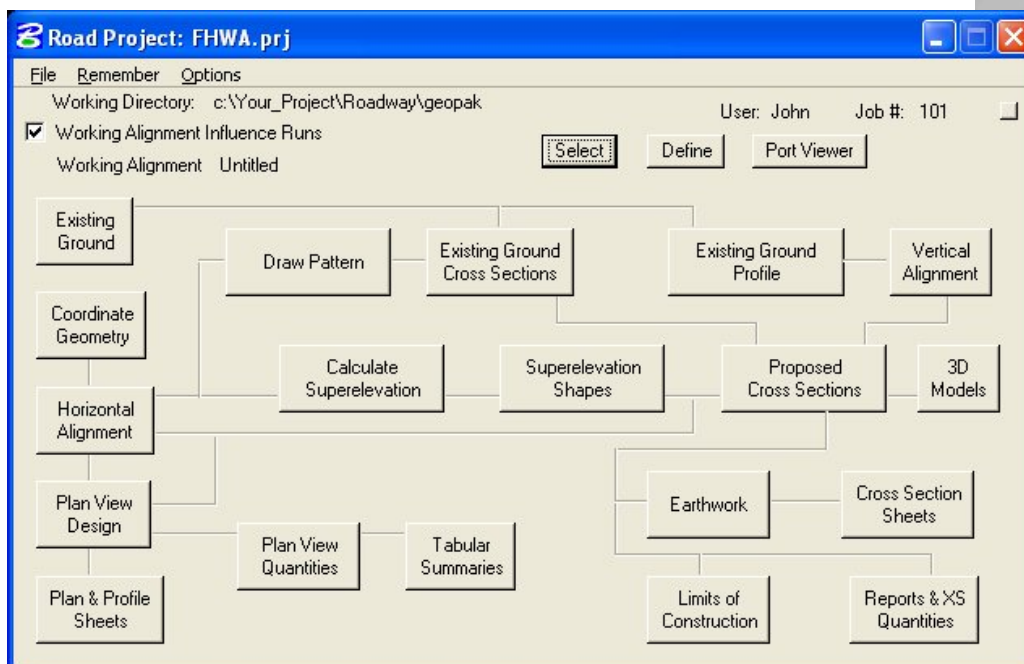 Road Project: FHWA.prj
File Remember Options
Working Directory: c:\Your_Project\Roadway\geopak
User: John Job #: 101
Working Alignment Influence Runs
Select Define Port Viewer
Working Alignment Untitled
Existing
Ground
Draw Pattern
Existing Ground
Cross Sections
Existing Ground
Profile
Vertical
Alignment
Coordinate
Geometry
Calculate
Superelevation
Superelevation
Shapes
Proposed
Cross Sections
3D
Models
Horizontal
Alignment
Plan View
Design
Earthwork
Cross Section
Sheets
Plan View
Quantities
Tabular
Summaries
Plan & Profile
Sheets
Limits of
Construction
Reports & XS
Quantities